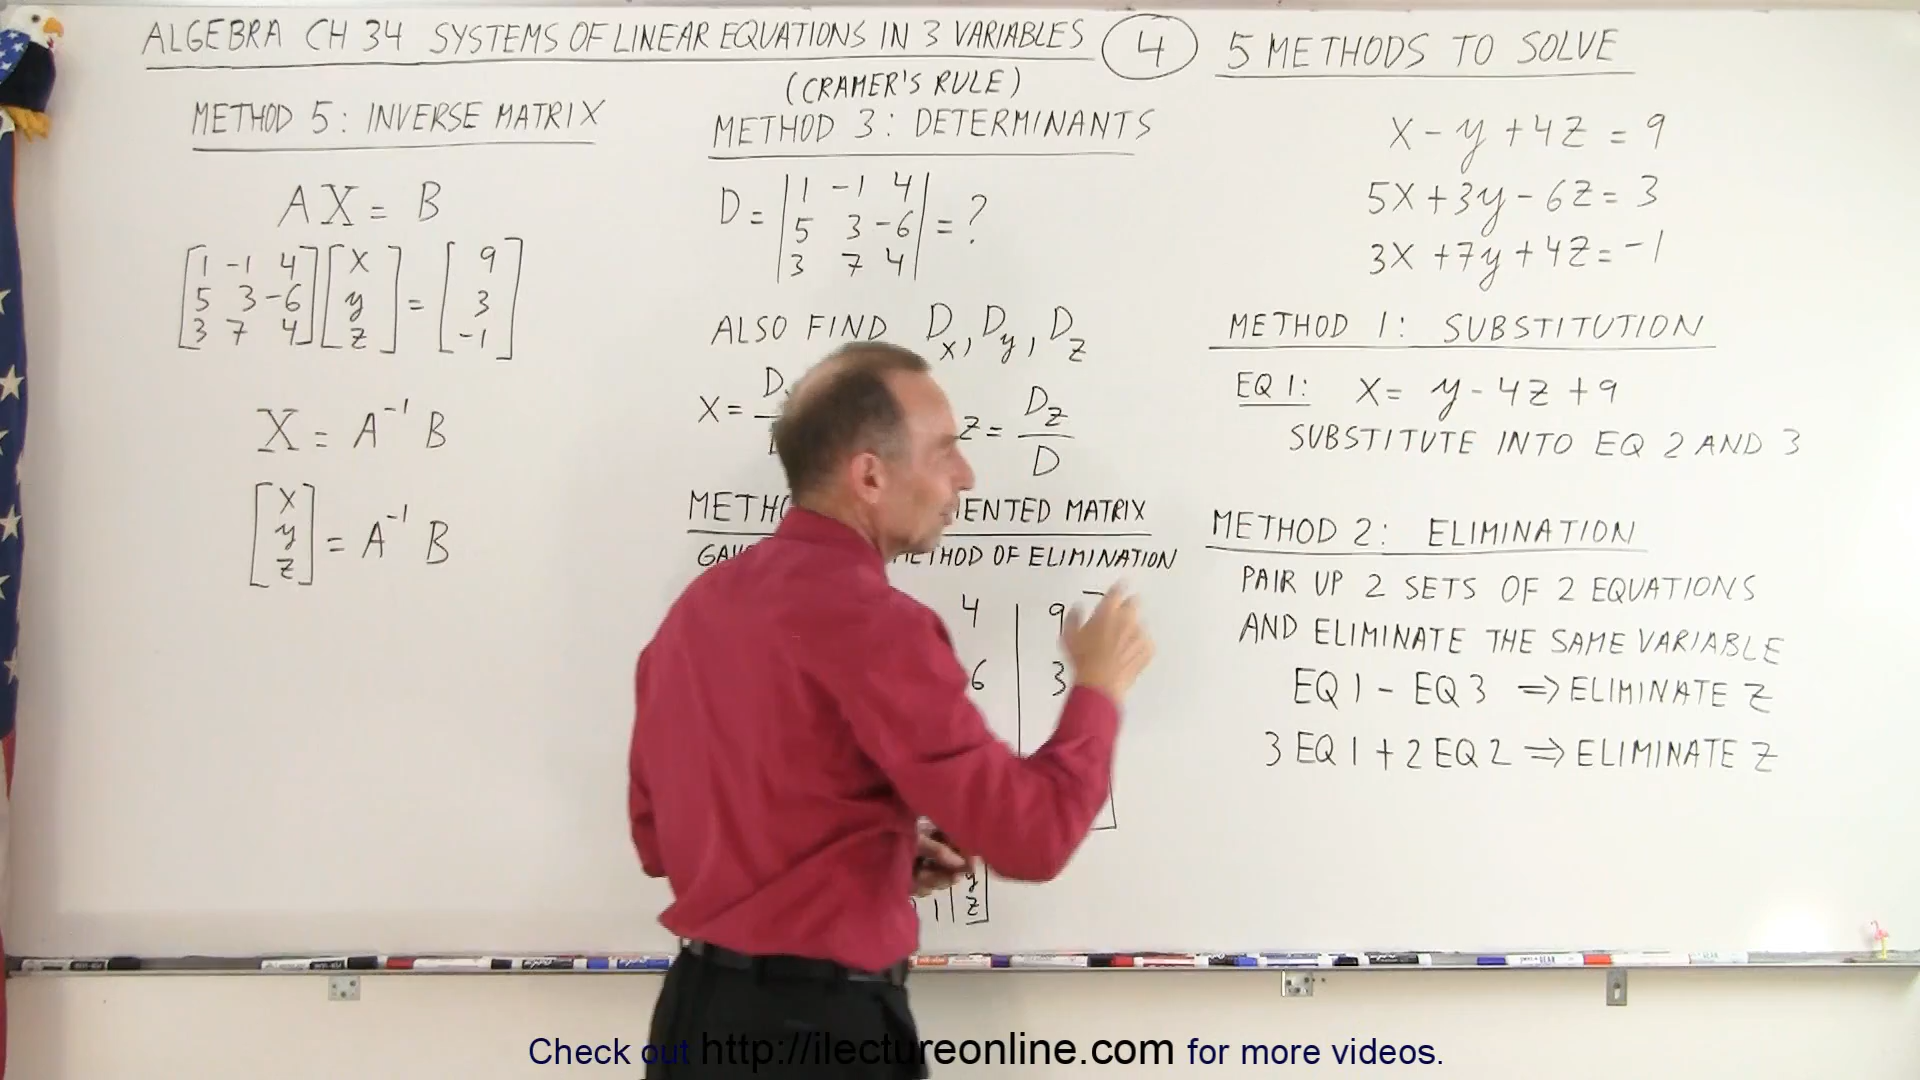 ALGEBRA CH 34 SYSTEMS OF LINEAR EQUATIONS IN 3 VARIABLES
4
5 METHODS TO SOLVE
METHOD 5: INVERSE MATRIX
AX = B
1 -1 4 x 9
5 3 -6 y = 3
3 7 4 z -1
X = A⁻¹ B
x
y = A⁻¹ B
z
(CRAMER'S RULE)
METHOD 3: DETERMINANTS
1 -1 4
D = 5 3 -6 = ?
3 7 4
ALSO FIND Dx, Dy, Dz
X = D
z = Dz / D
MATRIX
METHOD OF ELIMINATION
4 9
6 3
y
1 z
X - y + 4z = 9
5X + 3y - 6z = 3
3X + 7y + 4z = -1
METHOD 1: SUBSTITUTION
EQ 1: X = y - 4z + 9
SUBSTITUTE INTO EQ 2 AND 3
METHOD 2: ELIMINATION
PAIR UP 2 SETS OF 2 EQUATIONS
AND ELIMINATE THE SAME VARIABLE
EQ 1 - EQ 3 ⇒ ELIMINATE Z
3 EQ 1 + 2 EQ 2 ⇒ ELIMINATE Z
Check out http://ilectureonline.com for more videos.